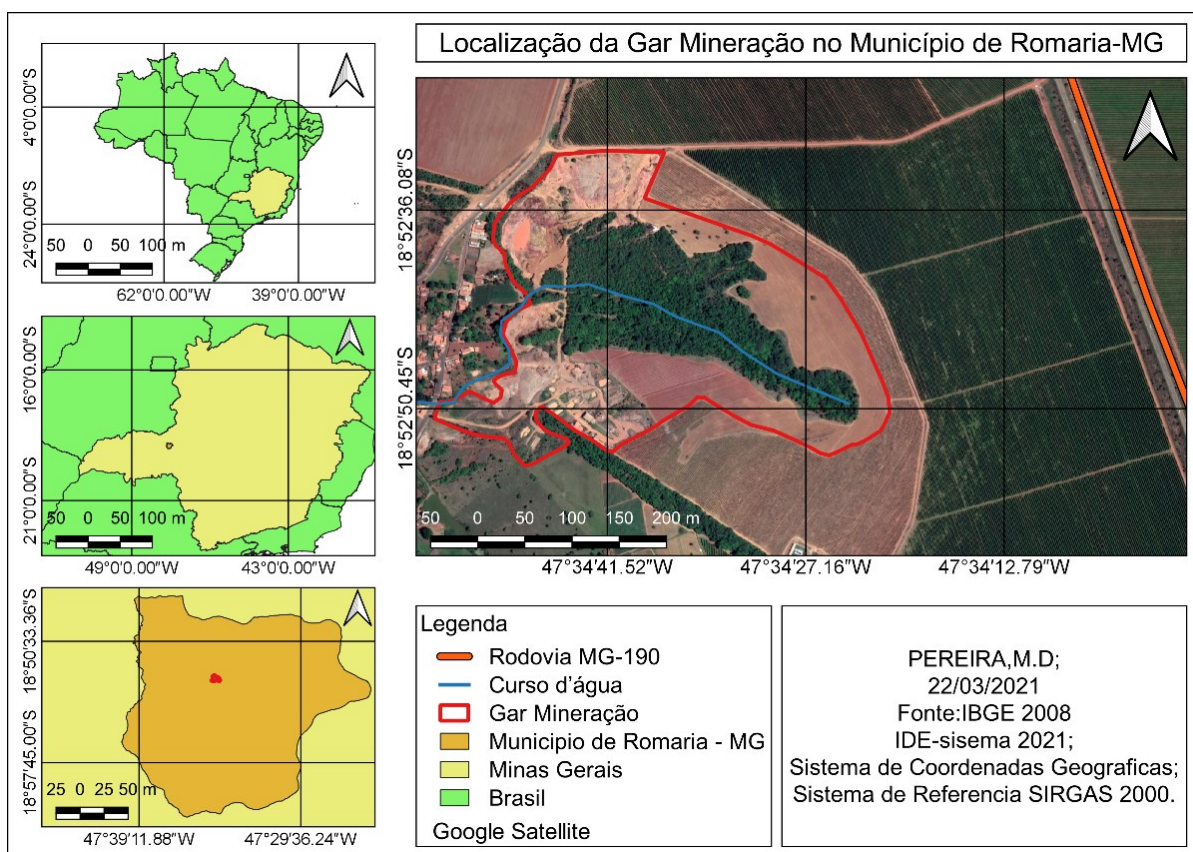 Localização da Gar Mineração no Município de Romaria-MG
4°0'0.00"S
24°0'0.00"S
50 0 50 100 m
62°0'0.00"W 39°0'0.00"W
16°0'0.00"S
21°0'0.00"S
50 0 50 100 m
49°0'0.00"W 43°0'0.00"W
18°50'33.36"S
18°57'45.00"S
25 0 25 50 m
47°39'11.88"W 47°29'36.24"W
18°52'36.08"S
18°52'50.45"S
50 0 50 100 150 200 m
47°34'41.52"W 47°34'27.16"W 47°34'12.79"W
Legenda
Rodovia MG-190
Curso d'água
Gar Mineração
Municipio de Romaria - MG
Minas Gerais
Brasil
Google Satellite
PEREIRA,M.D;
22/03/2021
Fonte:IBGE 2008
IDE-sisema 2021;
Sistema de Coordenadas Geograficas;
Sistema de Referencia SIRGAS 2000.